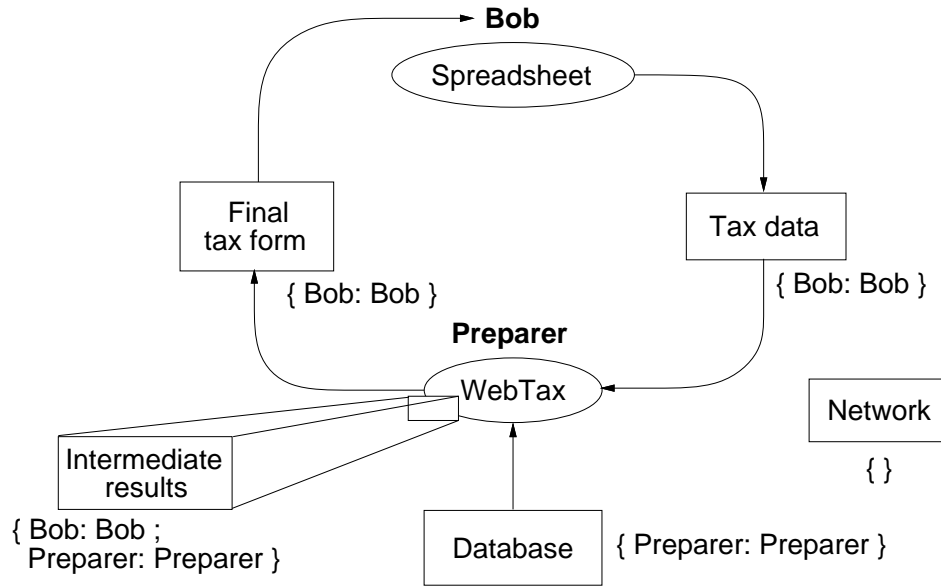 Bob
Spreadsheet
Final
tax form
{ Bob: Bob }
Tax data
{ Bob: Bob }
Preparer
WebTax
Network
{ }
Intermediate
results
{ Bob: Bob ;
Preparer: Preparer }
Database
{ Preparer: Preparer }